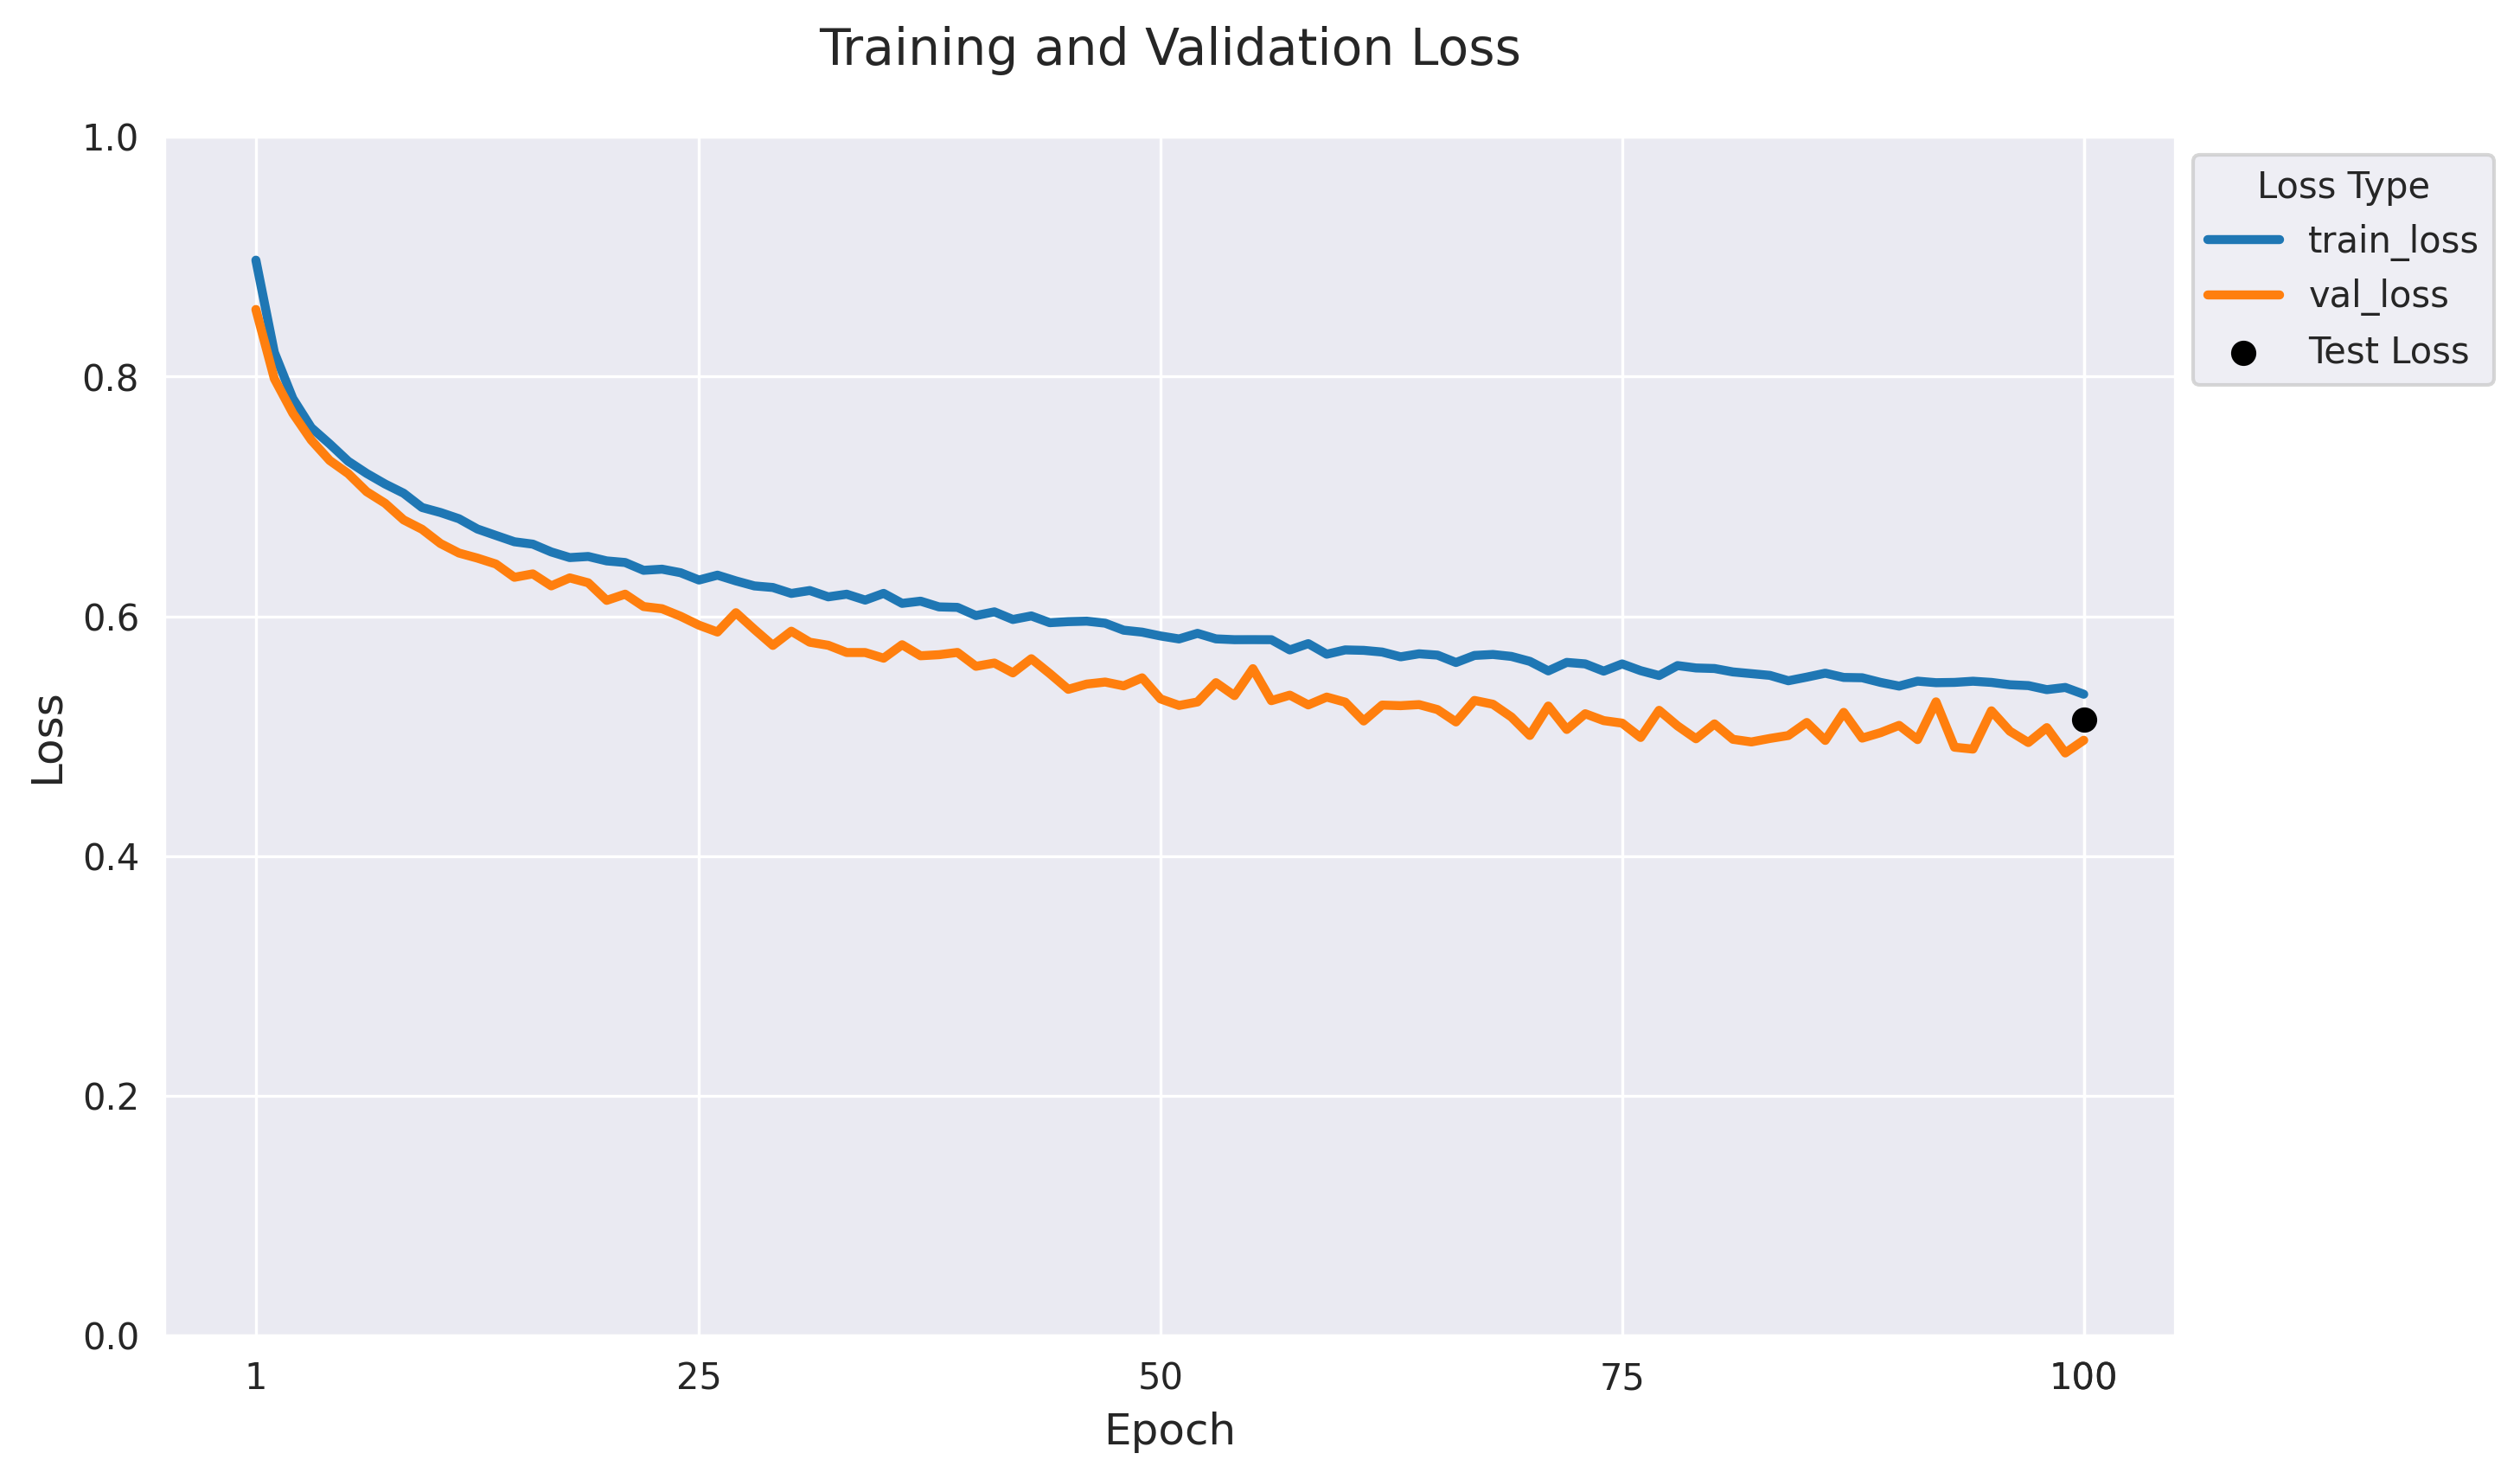 Training and Validation Loss
1.0
0.8
0.6
0.4
0.2
0.0
Loss
1 25 50 75 100
Epoch
Loss Type
train_loss
val_loss
Test Loss